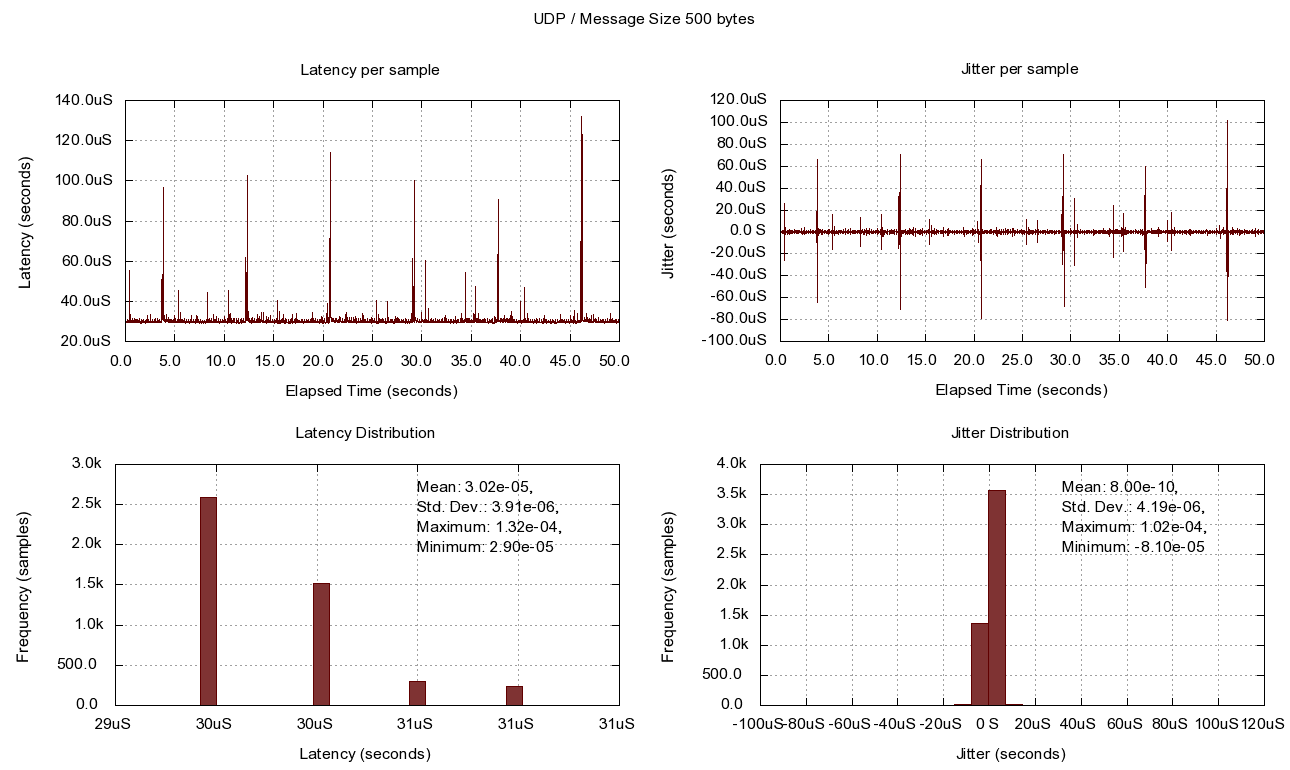 UDP / Message Size 500 bytes
Latency per sample
140.0uS
120.0uS
100.0uS
80.0uS
60.0uS
40.0uS
20.0uS
Latency (seconds)
0.0 5.0 10.0 15.0 20.0 25.0 30.0 35.0 40.0 45.0 50.0
Elapsed Time (seconds)
Jitter per sample
120.0uS
100.0uS
80.0uS
60.0uS
40.0uS
20.0uS
0.0 S
-20.0uS
-40.0uS
-60.0uS
-80.0uS
-100.0uS
Jitter (seconds)
0.0 5.0 10.0 15.0 20.0 25.0 30.0 35.0 40.0 45.0 50.0
Elapsed Time (seconds)
Latency Distribution
3.0k
2.5k
2.0k
1.5k
1.0k
500.0
0.0
Frequency (samples)
Mean: 3.02e-05,
Std. Dev.: 3.91e-06,
Maximum: 1.32e-04,
Minimum: 2.90e-05
29uS 30uS 30uS 31uS 31uS 31uS
Latency (seconds)
Jitter Distribution
4.0k
3.5k
3.0k
2.5k
2.0k
1.5k
1.0k
500.0
0.0
Frequency (samples)
Mean: 8.00e-10,
Std. Dev.: 4.19e-06,
Maximum: 1.02e-04,
Minimum: -8.10e-05
-100uS -80uS -60uS -40uS -20uS 0 S 20uS 40uS 60uS 80uS 100uS 120uS
Jitter (seconds)